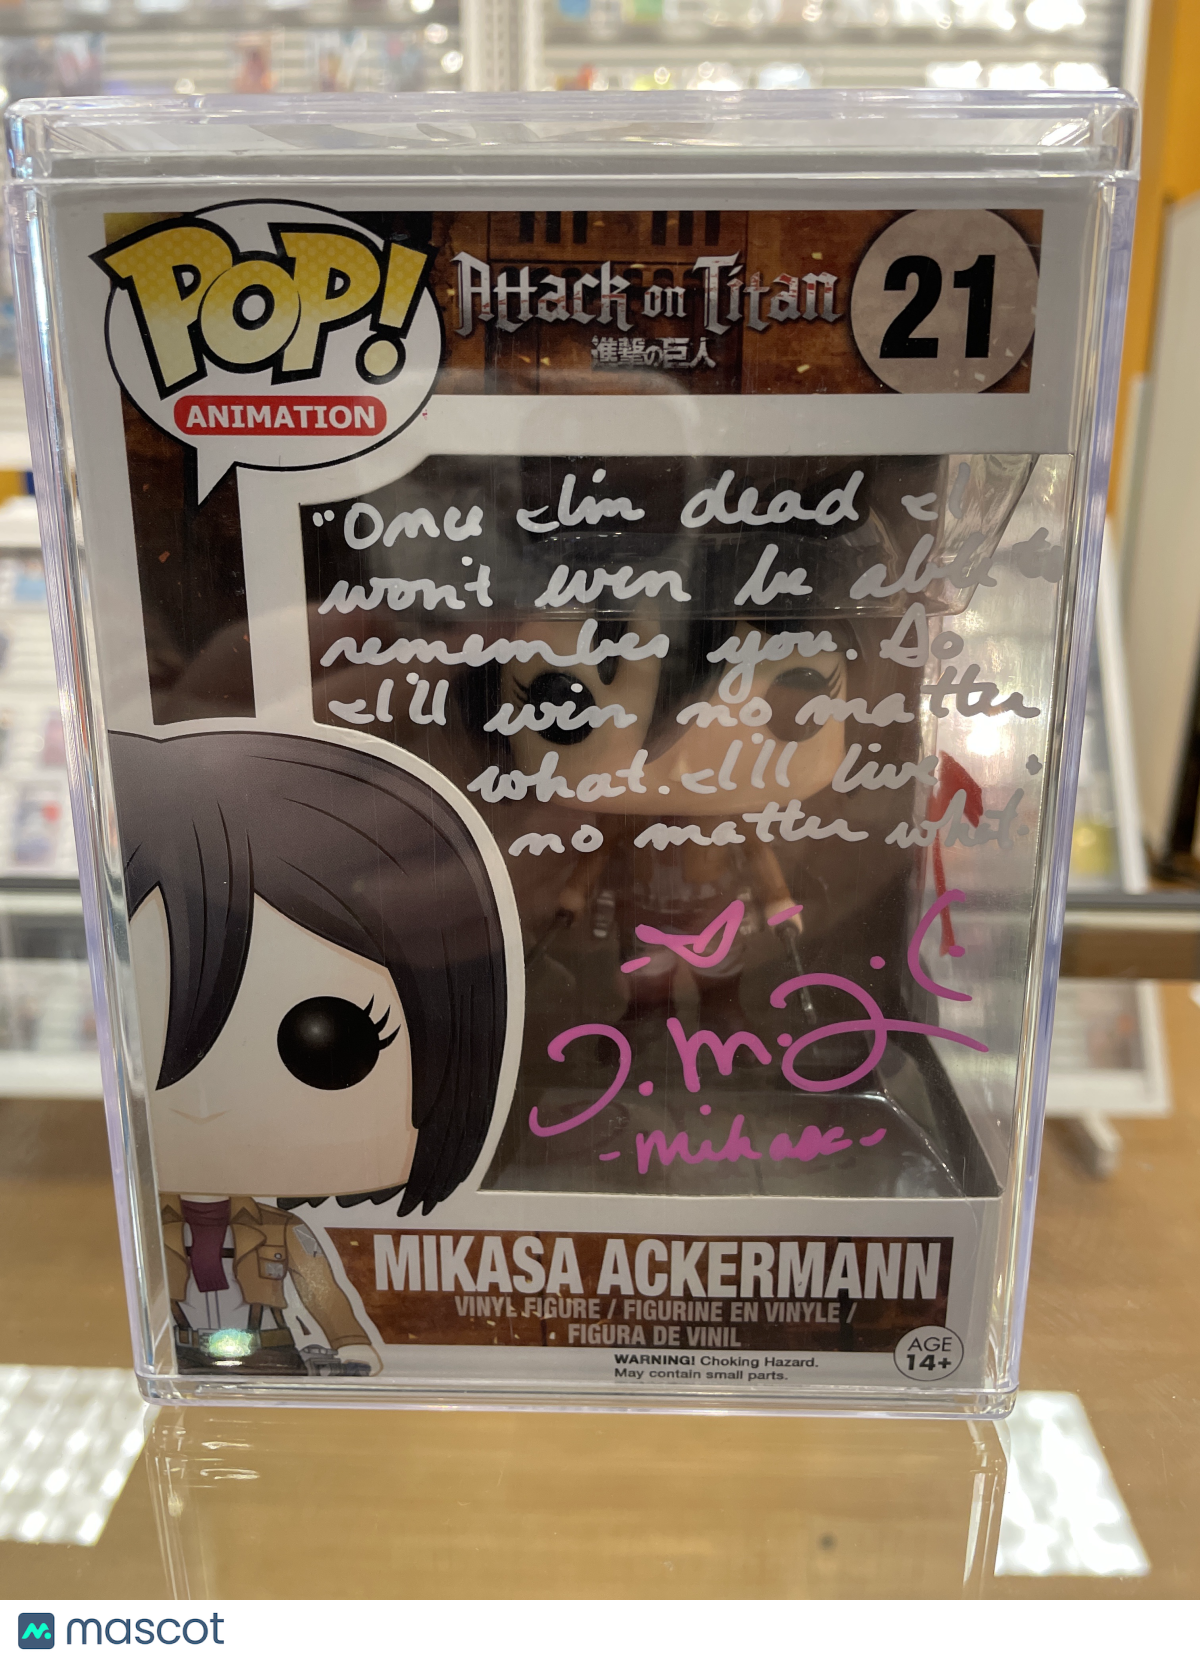 POP!
ANIMATION
Attack on Titan
進撃の巨人
21
"Once I'm dead I
won't even be able to
remember you. So
I'll win no matter
what. I'll live
no matter what.
J.M.J.C
-mikasa-
MIKASA ACKERMANN
VINYL FIGURE / FIGURINE EN VINYLE /
FIGURA DE VINIL
WARNING! Choking Hazard.
May contain small parts.
AGE
14+
mascot